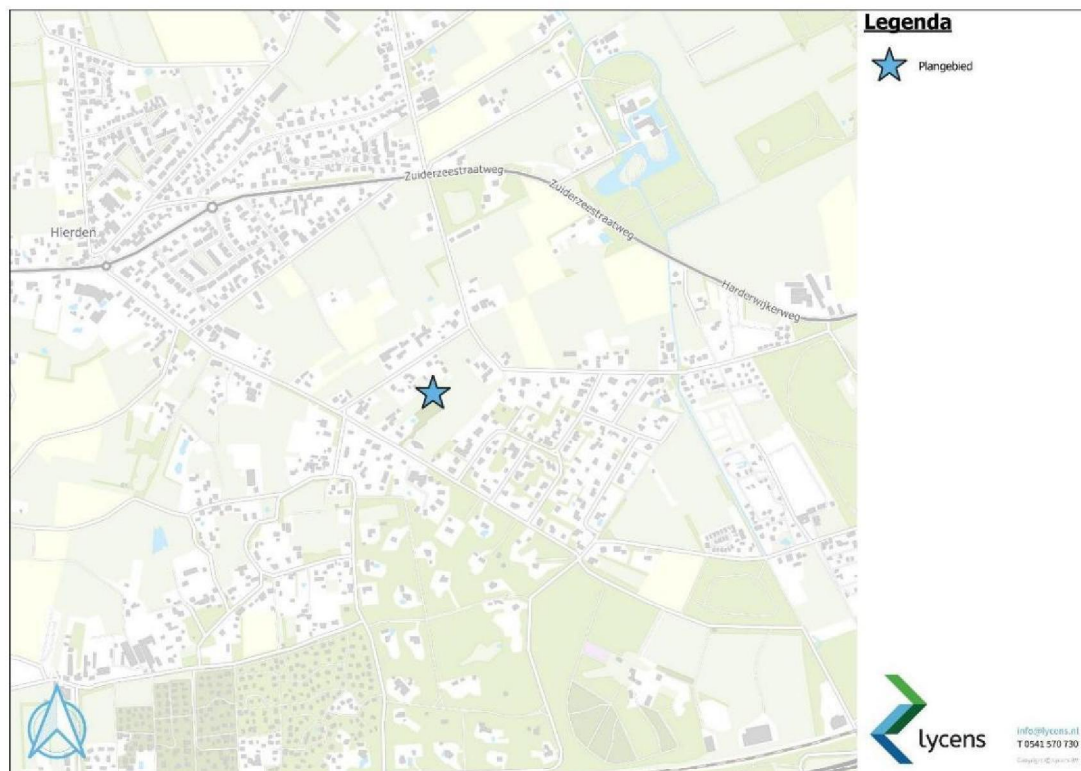 Legenda
Plangebied
Zuiderzeestraatweg
Zuiderzeestraatweg
Hierden
Harderwijkerweg
lycens
info@lycens.nl
T 0541 570 730